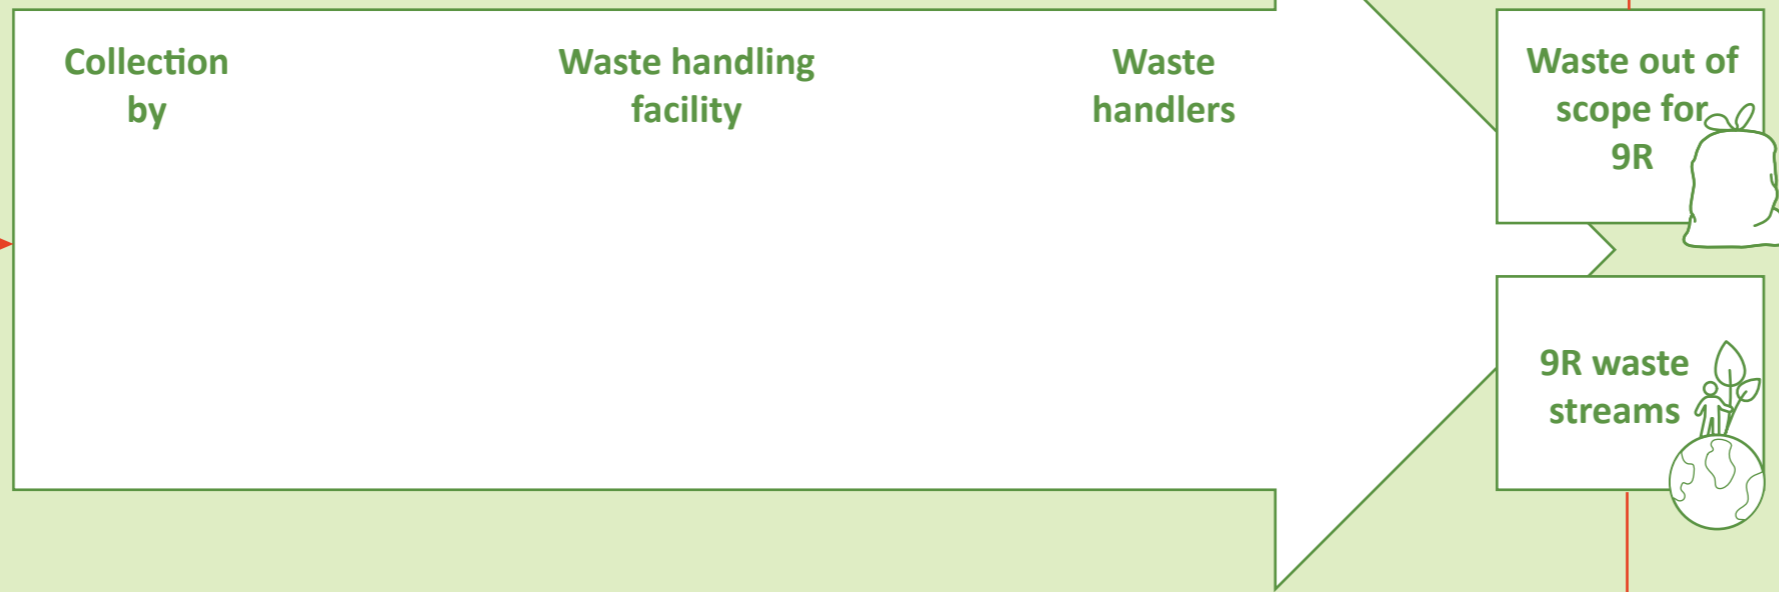 Collection
by
Waste handling
facility
Waste
handlers
Waste out of
scope for
9R
9R waste
streams